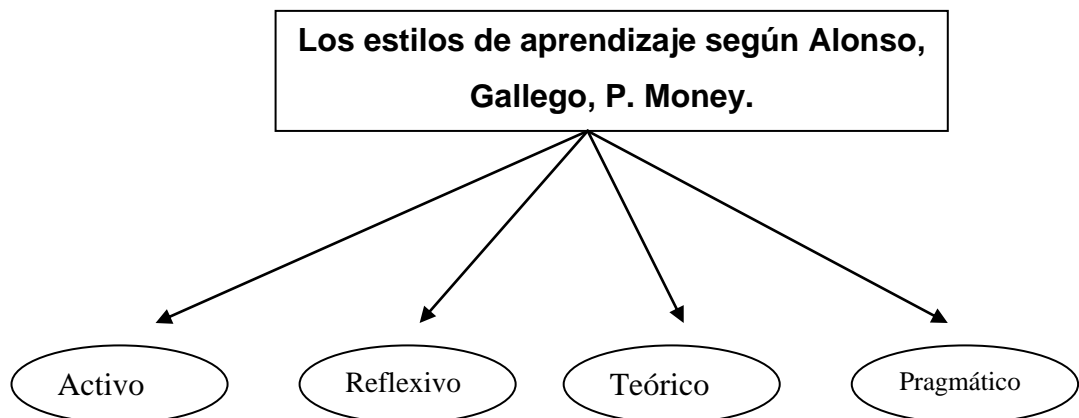 Los estilos de aprendizaje según Alonso,
Gallego, P. Money.
Activo
Reflexivo
Teórico
Pragmático